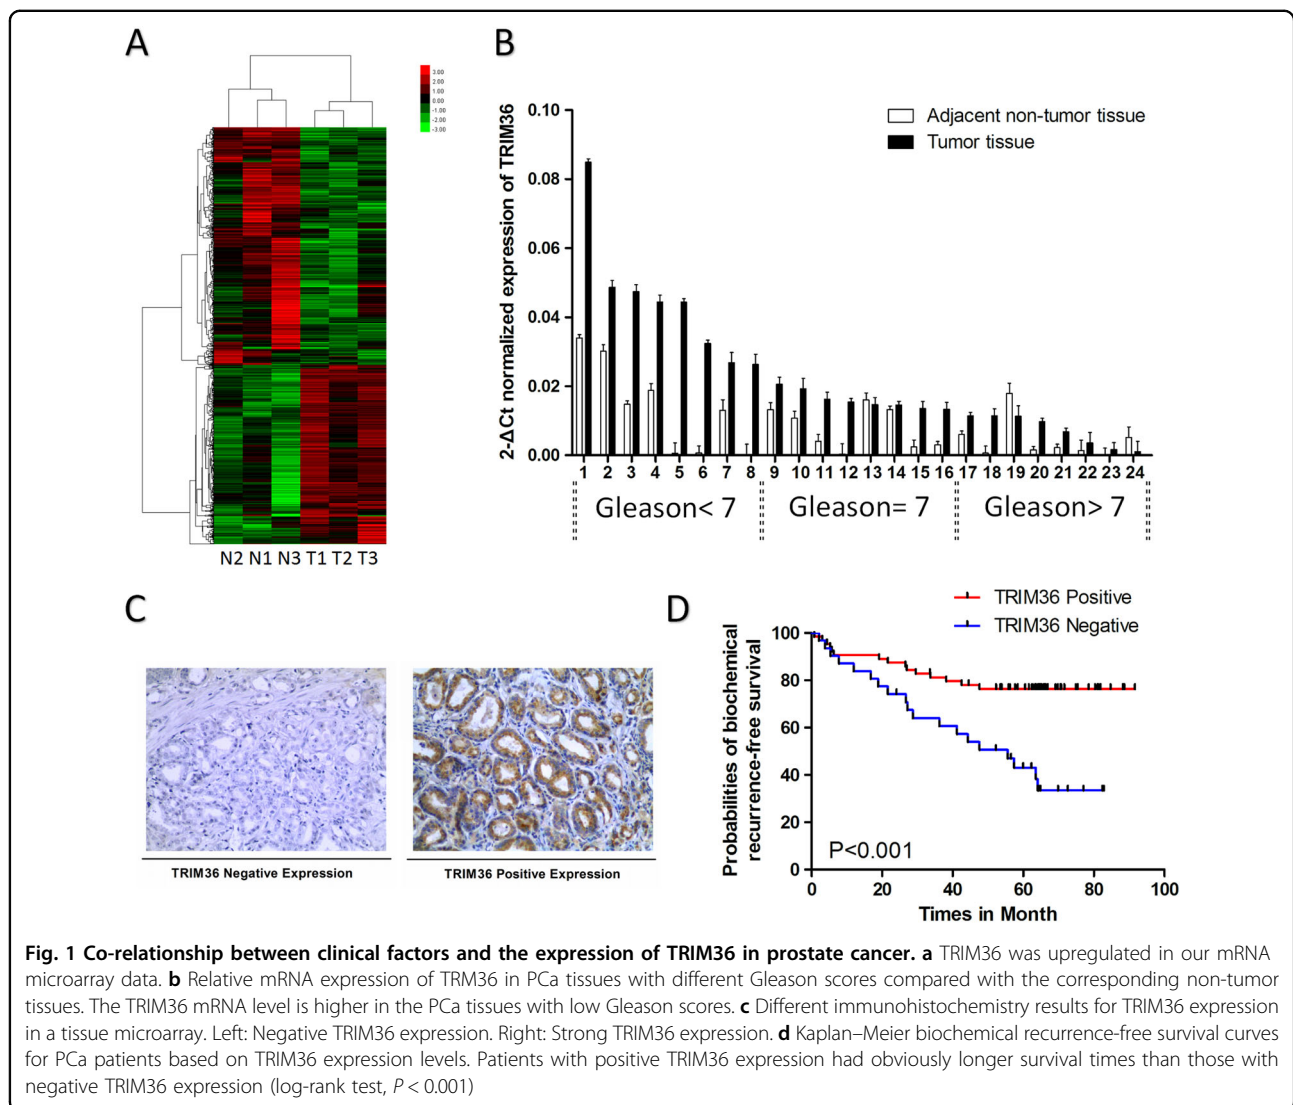 A
3.00
2.00
1.00
0.00
-1.00
-2.00
-3.00
N2 N1 N3 T1 T2 T3
B
2-ΔCt normalized expression of TRIM36
0.10
0.08
0.06
0.04
0.02
0.00
Adjacent non-tumor tissue
Tumor tissue
1 2 3 4 5 6 7 8 9 10 11 12 13 14 15 16 17 18 19 20 21 22 23 24
Gleason< 7 Gleason= 7 Gleason> 7
C
TRIM36 Negative Expression
TRIM36 Positive Expression
D
TRIM36 Positive
TRIM36 Negative
Probabilities of biochemical
recurrence-free survival
100
80
60
40
20
0
P<0.001
0 20 40 60 80 100
Times in Month
Fig. 1 Co-relationship between clinical factors and the expression of TRIM36 in prostate cancer. a TRIM36 was upregulated in our mRNA
microarray data. b Relative mRNA expression of TRM36 in PCa tissues with different Gleason scores compared with the corresponding non-tumor
tissues. The TRIM36 mRNA level is higher in the PCa tissues with low Gleason scores. c Different immunohistochemistry results for TRIM36 expression
in a tissue microarray. Left: Negative TRIM36 expression. Right: Strong TRIM36 expression. d Kaplan–Meier biochemical recurrence-free survival curves
for PCa patients based on TRIM36 expression levels. Patients with positive TRIM36 expression had obviously longer survival times than those with
negative TRIM36 expression (log-rank test, P < 0.001)